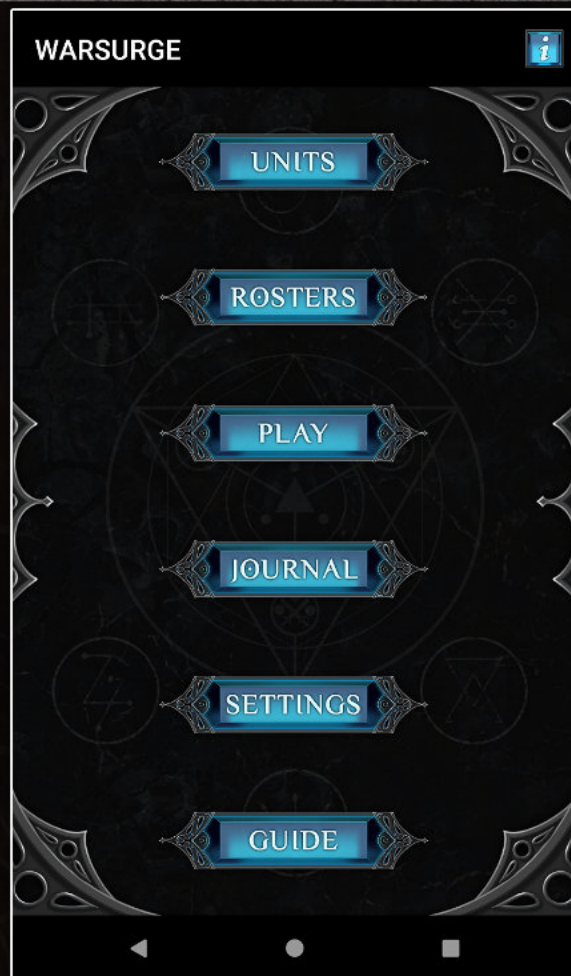 WARSURGE
i
UNITS
ROSTERS
PLAY
JOURNAL
SETTINGS
GUIDE